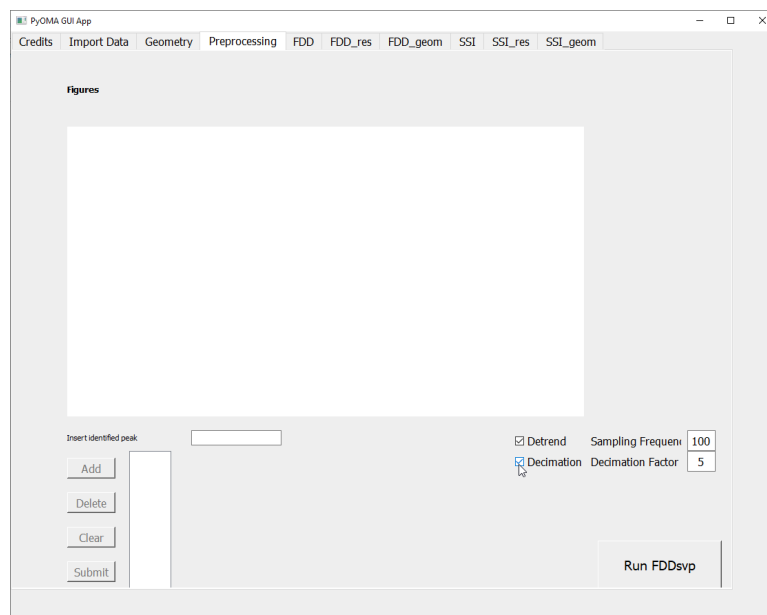 PyOMA GUI App
Credits Import Data Geometry Preprocessing FDD FDD_res FDD_geom SSI SSI_res SSI_geom
Figures
Insert identified peak
Detrend Sampling Frequen 100
Add
Decimation Decimation Factor 5
Delete
Clear
Run FDDsvp
Submit